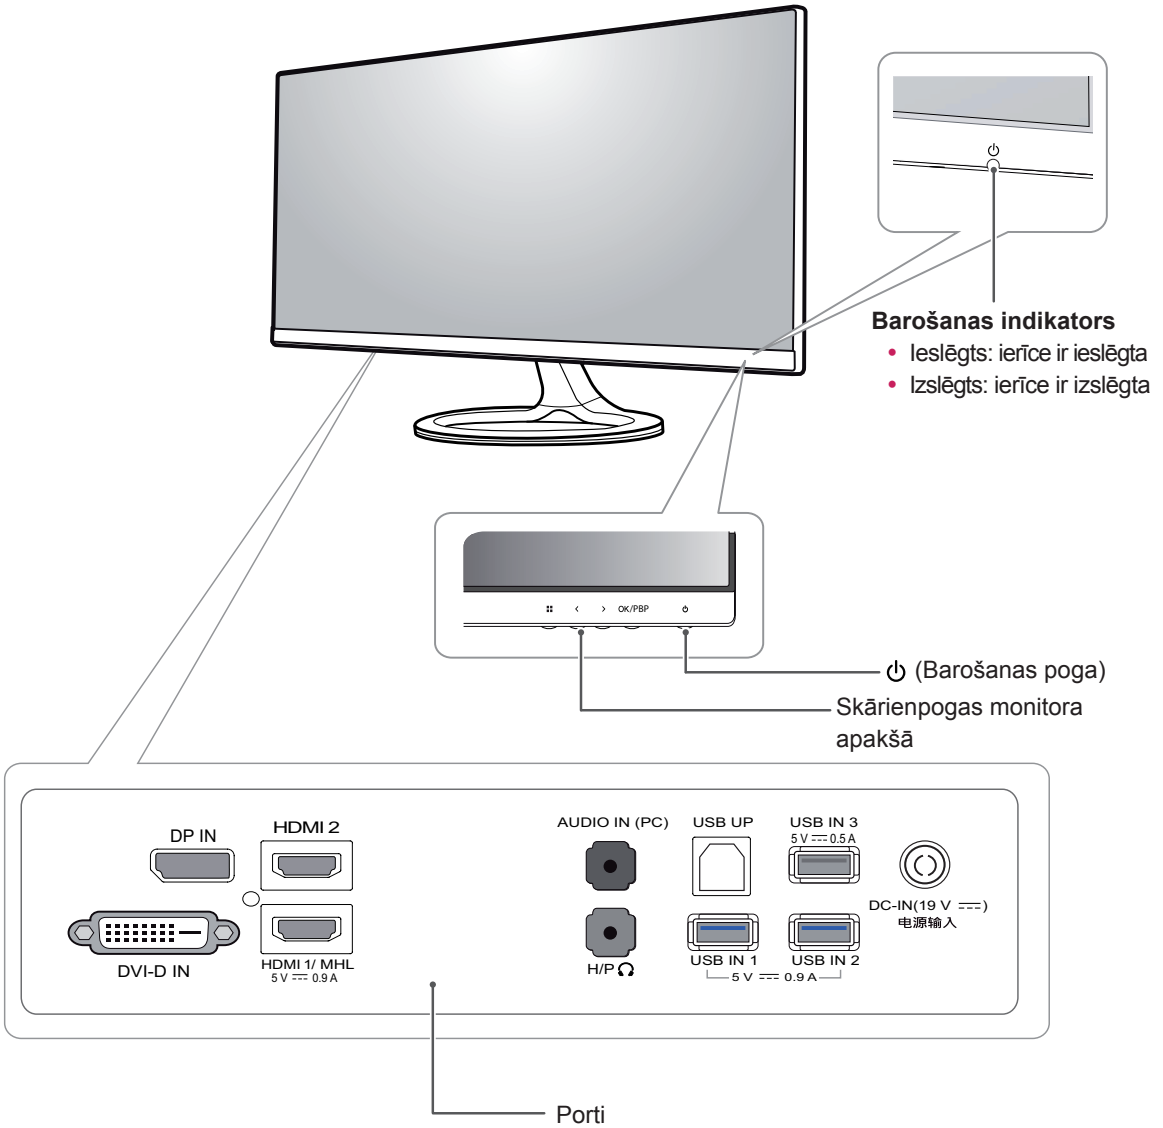 Barošanas indikators
• Ieslēgts: ierīce ir ieslēgta
• Izslēgts: ierīce ir izslēgta
OK/PBP
(Barošanas poga)
Skārienpogas monitora
apakšā
DP IN
HDMI 2
AUDIO IN (PC)
USB UP
USB IN 3
5 V 0.5 A
DC-IN(19 V )
电源输入
DVI-D IN
HDMI 1/ MHL
5 V 0.9 A
H/P
USB IN 1
USB IN 2
5 V 0.9 A
Porti